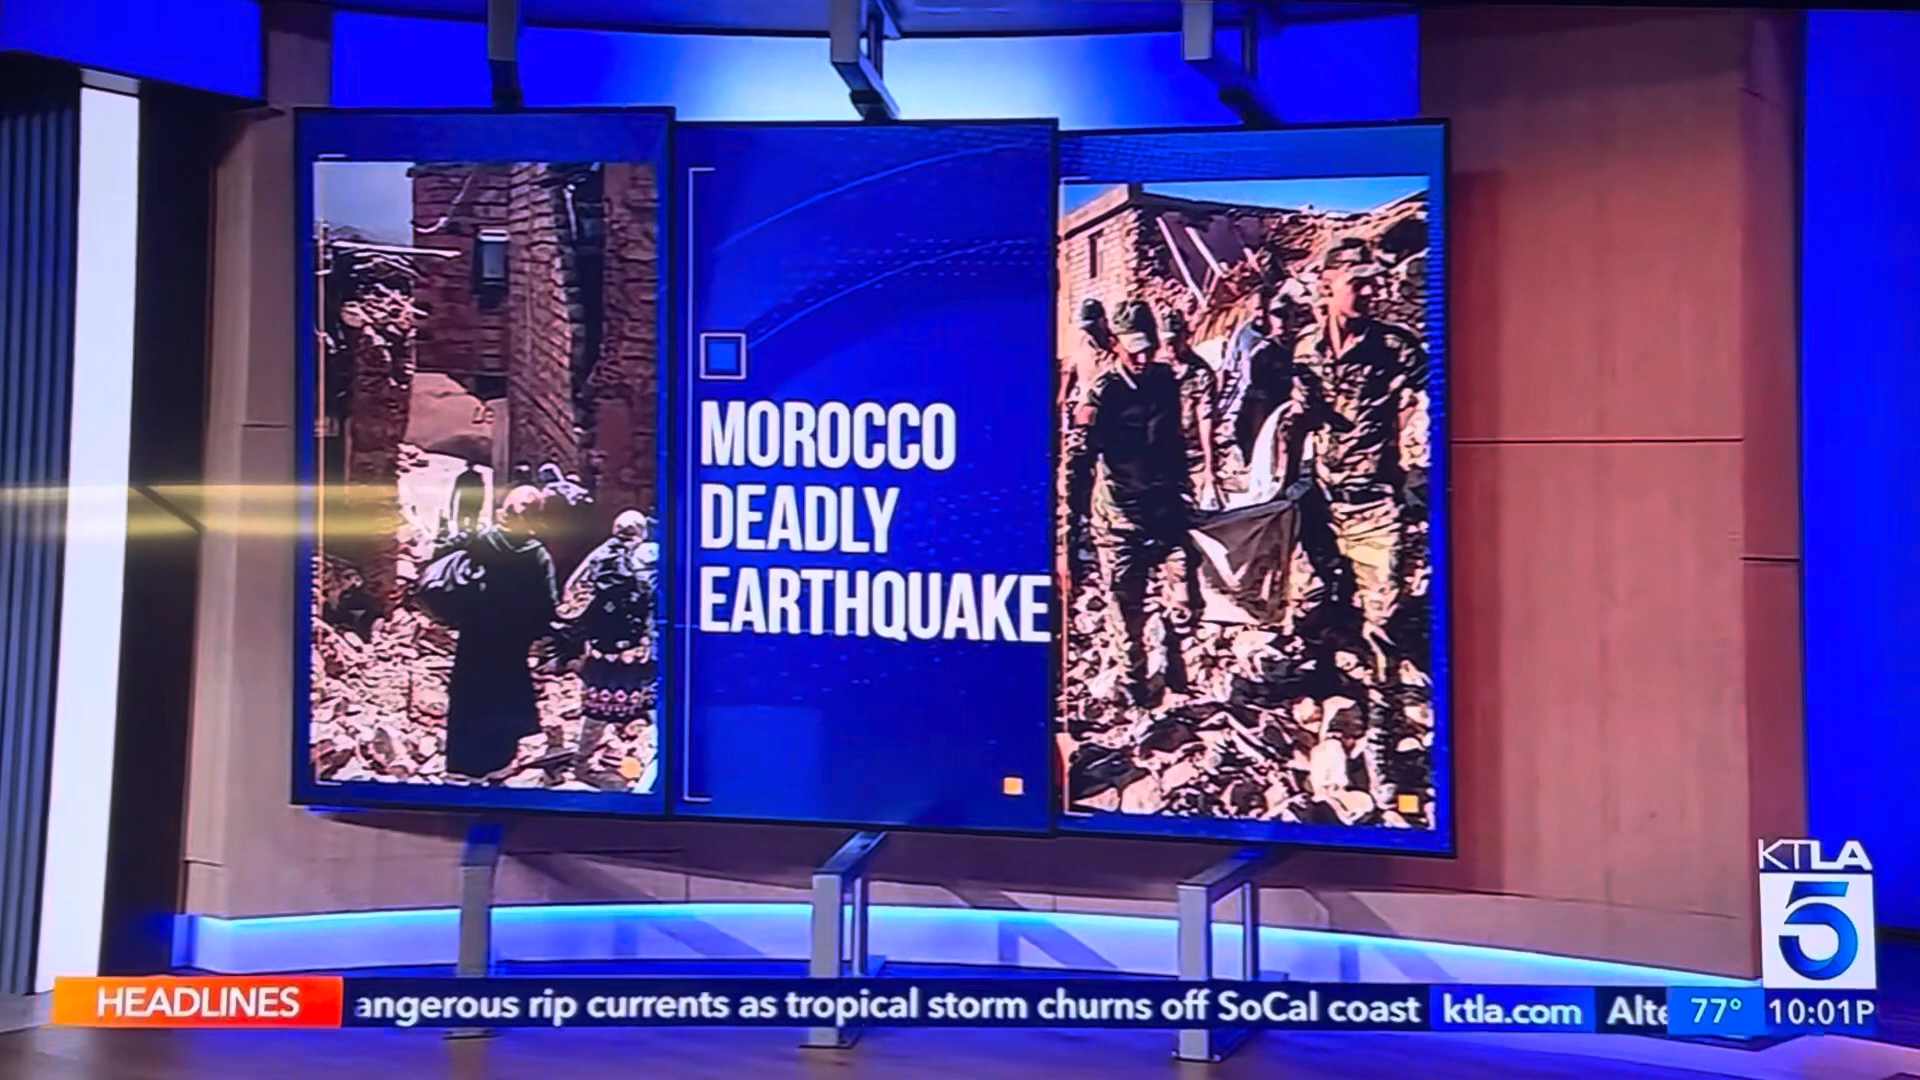 MOROCCO
DEADLY
EARTHQUAKE
KTLA
5
HEADLINES
angerous rip currents as tropical storm churns off SoCal coast ktla.com Alte 77° 10:01P